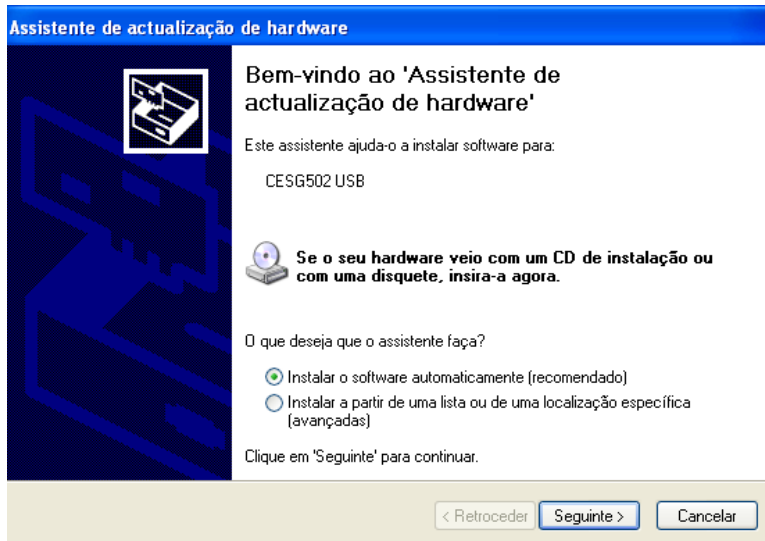 Assistente de actualização de hardware
Bem-vindo ao 'Assistente de
actualização de hardware'
Este assistente ajuda-o a instalar software para:
CESG502 USB
Se o seu hardware veio com um CD de instalação ou
com uma disquete, insira-a agora.
O que deseja que o assistente faça?
Instalar o software automaticamente (recomendado)
Instalar a partir de uma lista ou de uma localização específica
(avançadas)
Clique em 'Seguinte' para continuar.
< Retroceder
Seguinte >
Cancelar